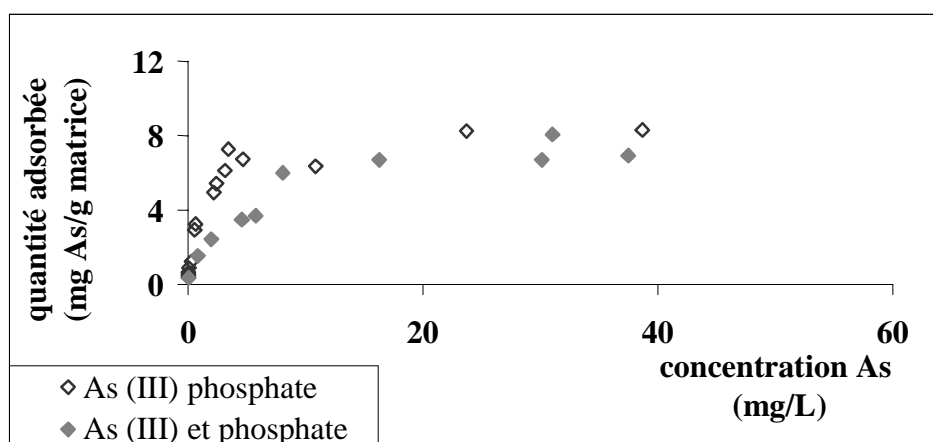 quantité adsorbée
(mg As/g matrice)
12
8
4
0
0
20
40
60
concentration As
(mg/L)
As (III) phosphate
As (III) et phosphate